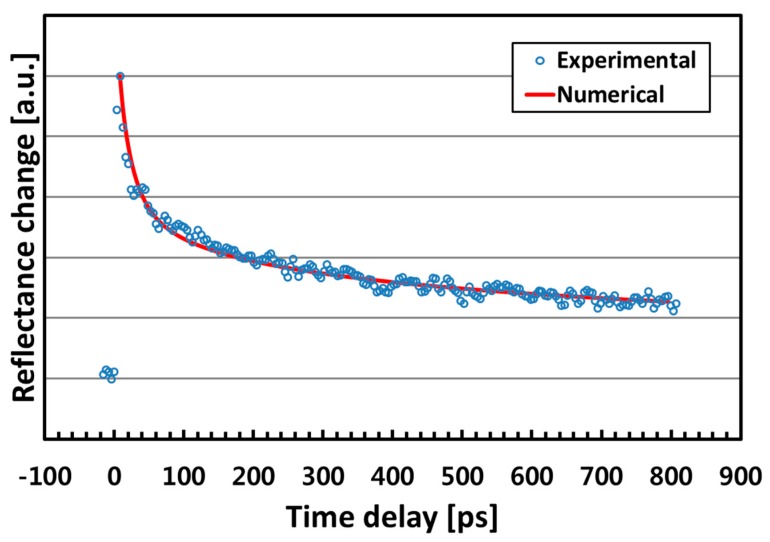 Reflectance change [a.u.]
Experimental
Numerical
-100 0 100 200 300 400 500 600 700 800 900
Time delay [ps]